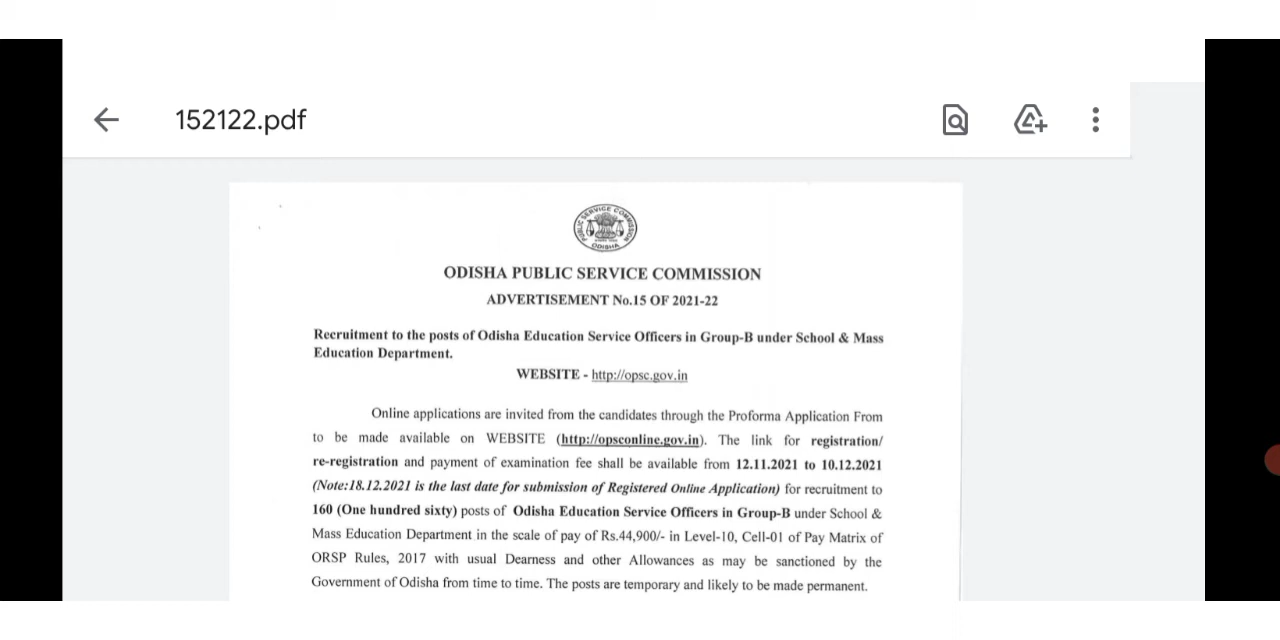 152122.pdf
PUBLIC SERVICE COMMISSION
ODISHA
ODISHA PUBLIC SERVICE COMMISSION
ADVERTISEMENT No.15 OF 2021-22
Recruitment to the posts of Odisha Education Service Officers in Group-B under School & Mass
Education Department.
WEBSITE - http://opsc.gov.in
Online applications are invited from the candidates through the Proforma Application From
to be made available on WEBSITE (http://opsconline.gov.in). The link for registration/
re-registration and payment of examination fee shall be available from 12.11.2021 to 10.12.2021
(Note:18.12.2021 is the last date for submission of Registered Online Application) for recruitment to
160 (One hundred sixty) posts of Odisha Education Service Officers in Group-B under School &
Mass Education Department in the scale of pay of Rs.44,900/- in Level-10, Cell-01 of Pay Matrix of
ORSP Rules, 2017 with usual Dearness and other Allowances as may be sanctioned by the
Government of Odisha from time to time. The posts are temporary and likely to be made permanent.